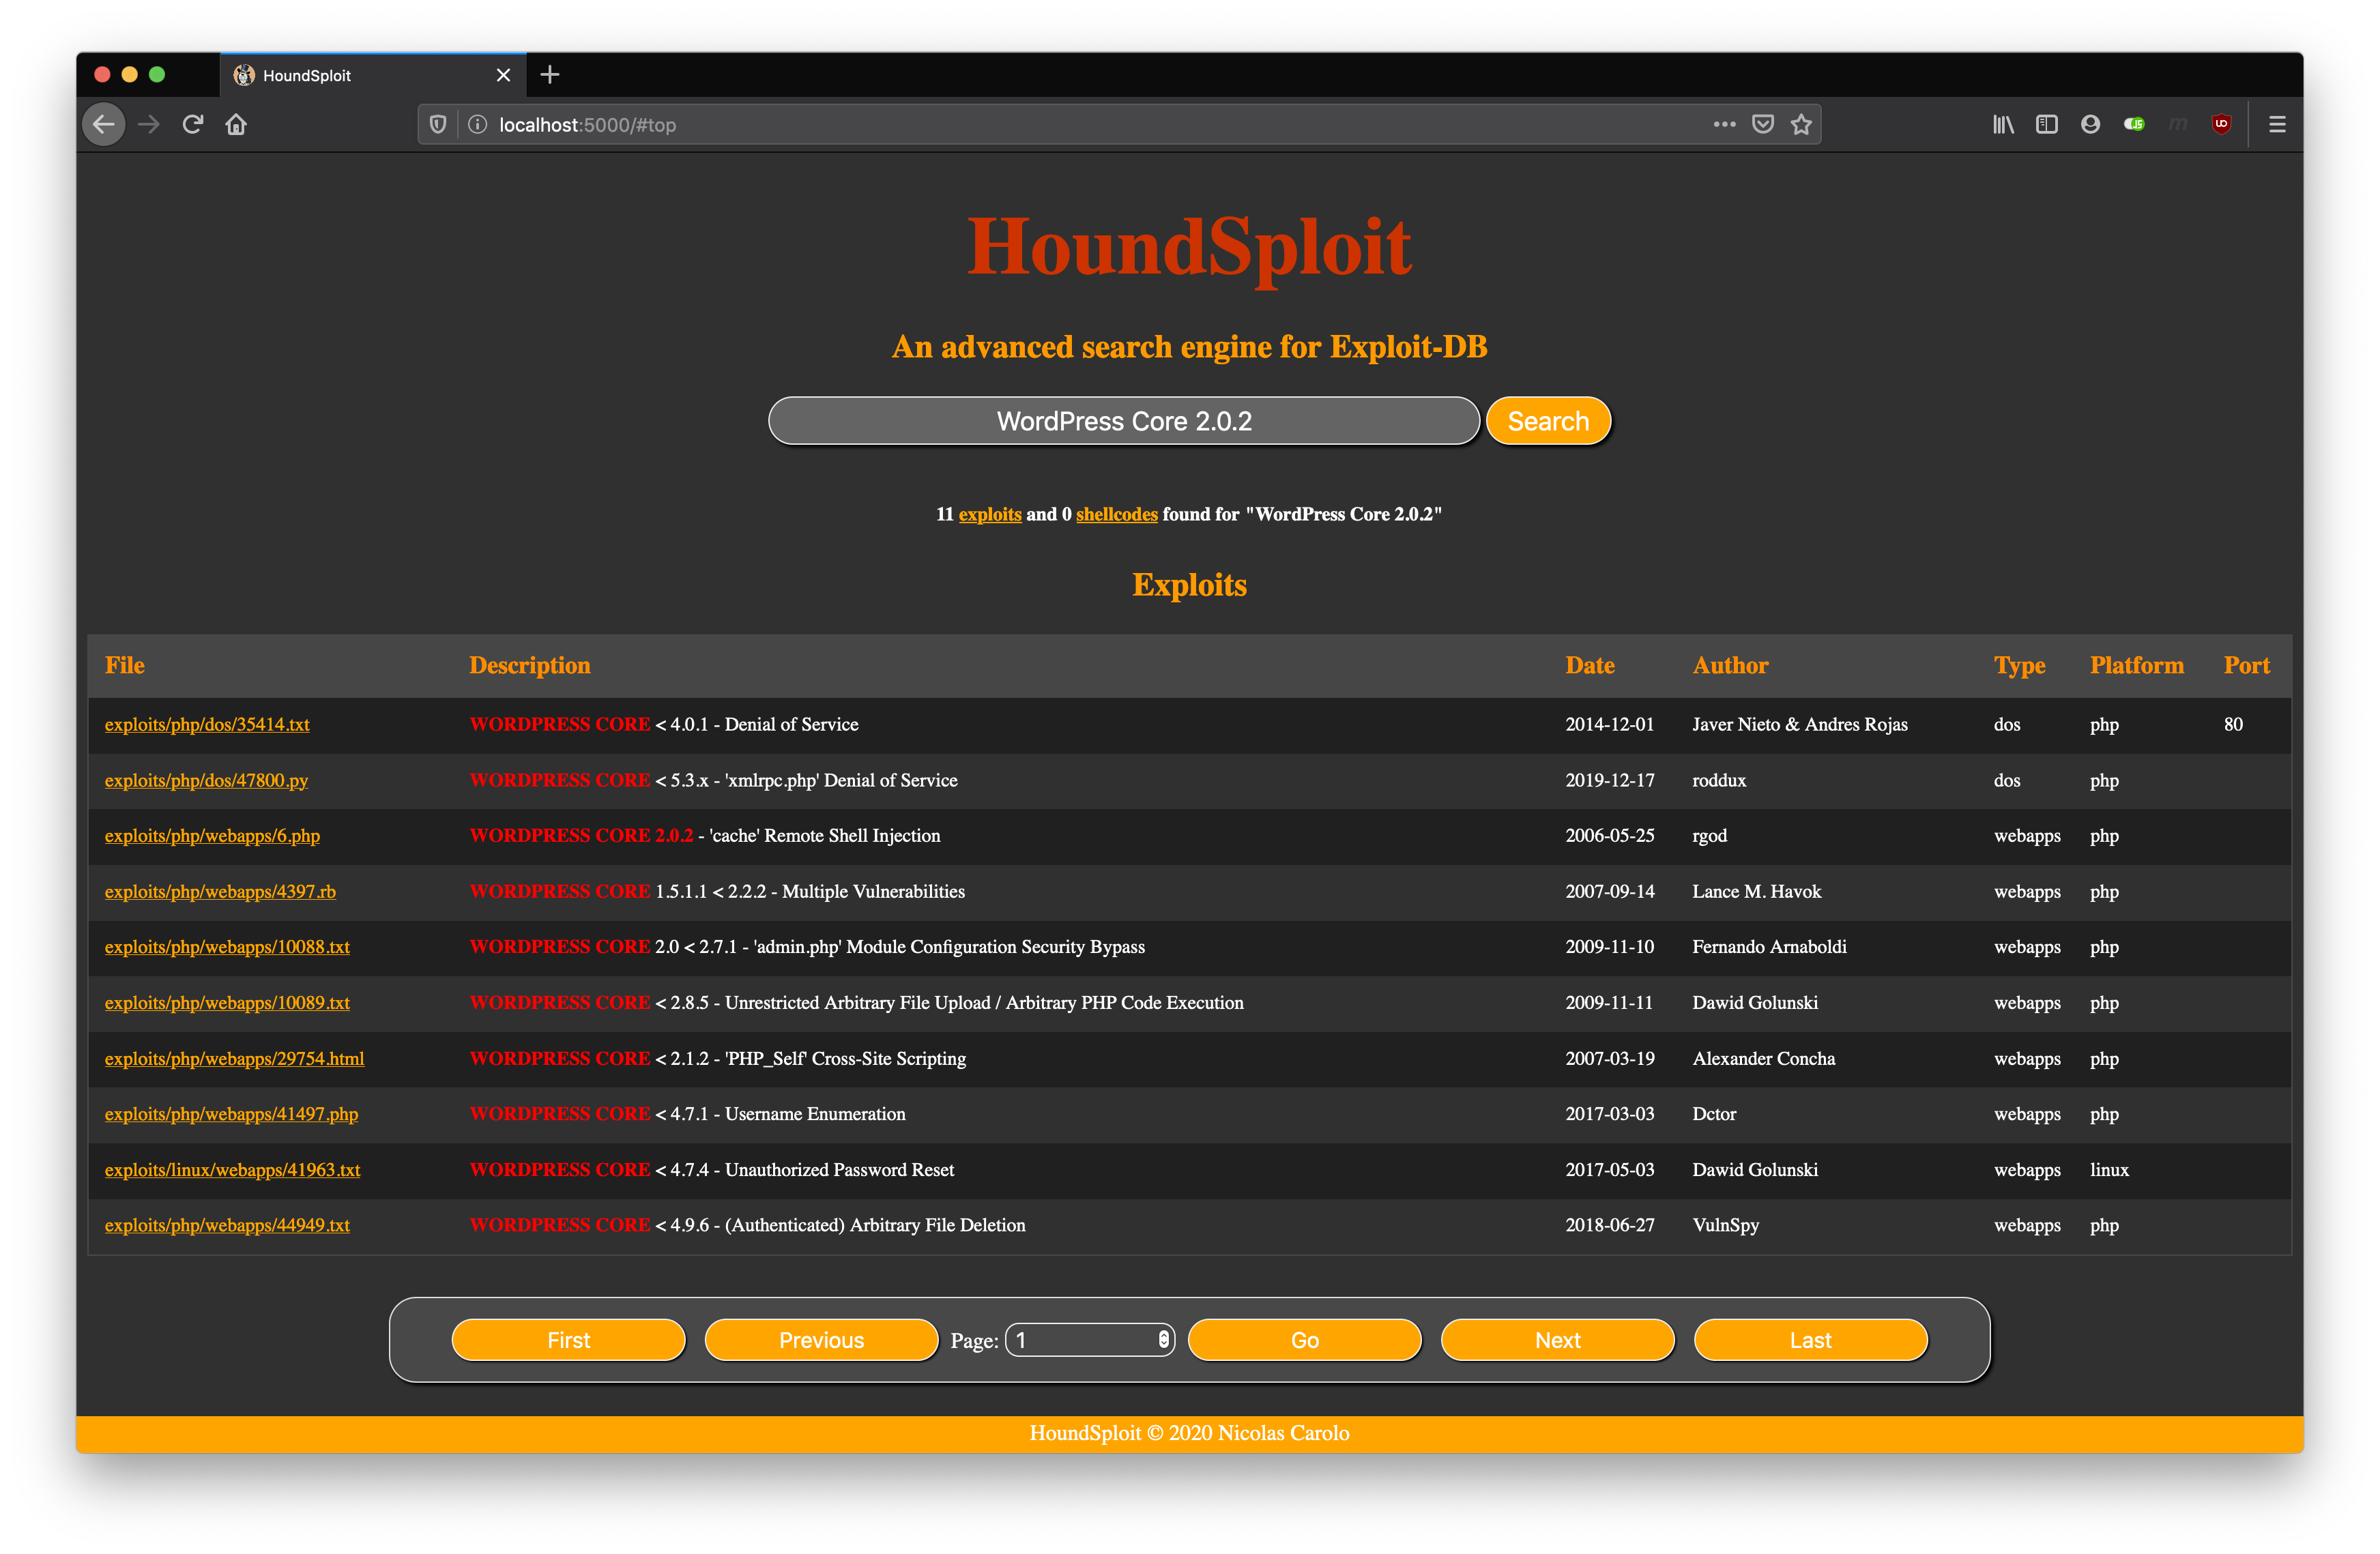 HoundSploit
localhost:5000/#top
HoundSploit
An advanced search engine for Exploit-DB
WordPress Core 2.0.2 Search
11 exploits and 0 shellcodes found for "WordPress Core 2.0.2"
Exploits
File Description Date Author Type Platform Port
exploits/php/dos/35414.txt WORDPRESS CORE < 4.0.1 - Denial of Service 2014-12-01 Javer Nieto & Andres Rojas dos php 80
exploits/php/dos/47800.py WORDPRESS CORE < 5.3.x - 'xmlrpc.php' Denial of Service 2019-12-17 roddux dos php
exploits/php/webapps/6.php WORDPRESS CORE 2.0.2 - 'cache' Remote Shell Injection 2006-05-25 rgod webapps php
exploits/php/webapps/4397.rb WORDPRESS CORE 1.5.1.1 < 2.2.2 - Multiple Vulnerabilities 2007-09-14 Lance M. Havok webapps php
exploits/php/webapps/10088.txt WORDPRESS CORE 2.0 < 2.7.1 - 'admin.php' Module Configuration Security Bypass 2009-11-10 Fernando Arnaboldi webapps php
exploits/php/webapps/10089.txt WORDPRESS CORE < 2.8.5 - Unrestricted Arbitrary File Upload / Arbitrary PHP Code Execution 2009-11-11 Dawid Golunski webapps php
exploits/php/webapps/29754.html WORDPRESS CORE < 2.1.2 - 'PHP_Self' Cross-Site Scripting 2007-03-19 Alexander Concha webapps php
exploits/php/webapps/41497.php WORDPRESS CORE < 4.7.1 - Username Enumeration 2017-03-03 Dctor webapps php
exploits/linux/webapps/41963.txt WORDPRESS CORE < 4.7.4 - Unauthorized Password Reset 2017-05-03 Dawid Golunski webapps linux
exploits/php/webapps/44949.txt WORDPRESS CORE < 4.9.6 - (Authenticated) Arbitrary File Deletion 2018-06-27 VulnSpy webapps php
First Previous Page: 1 Go Next Last
HoundSploit © 2020 Nicolas Carolo